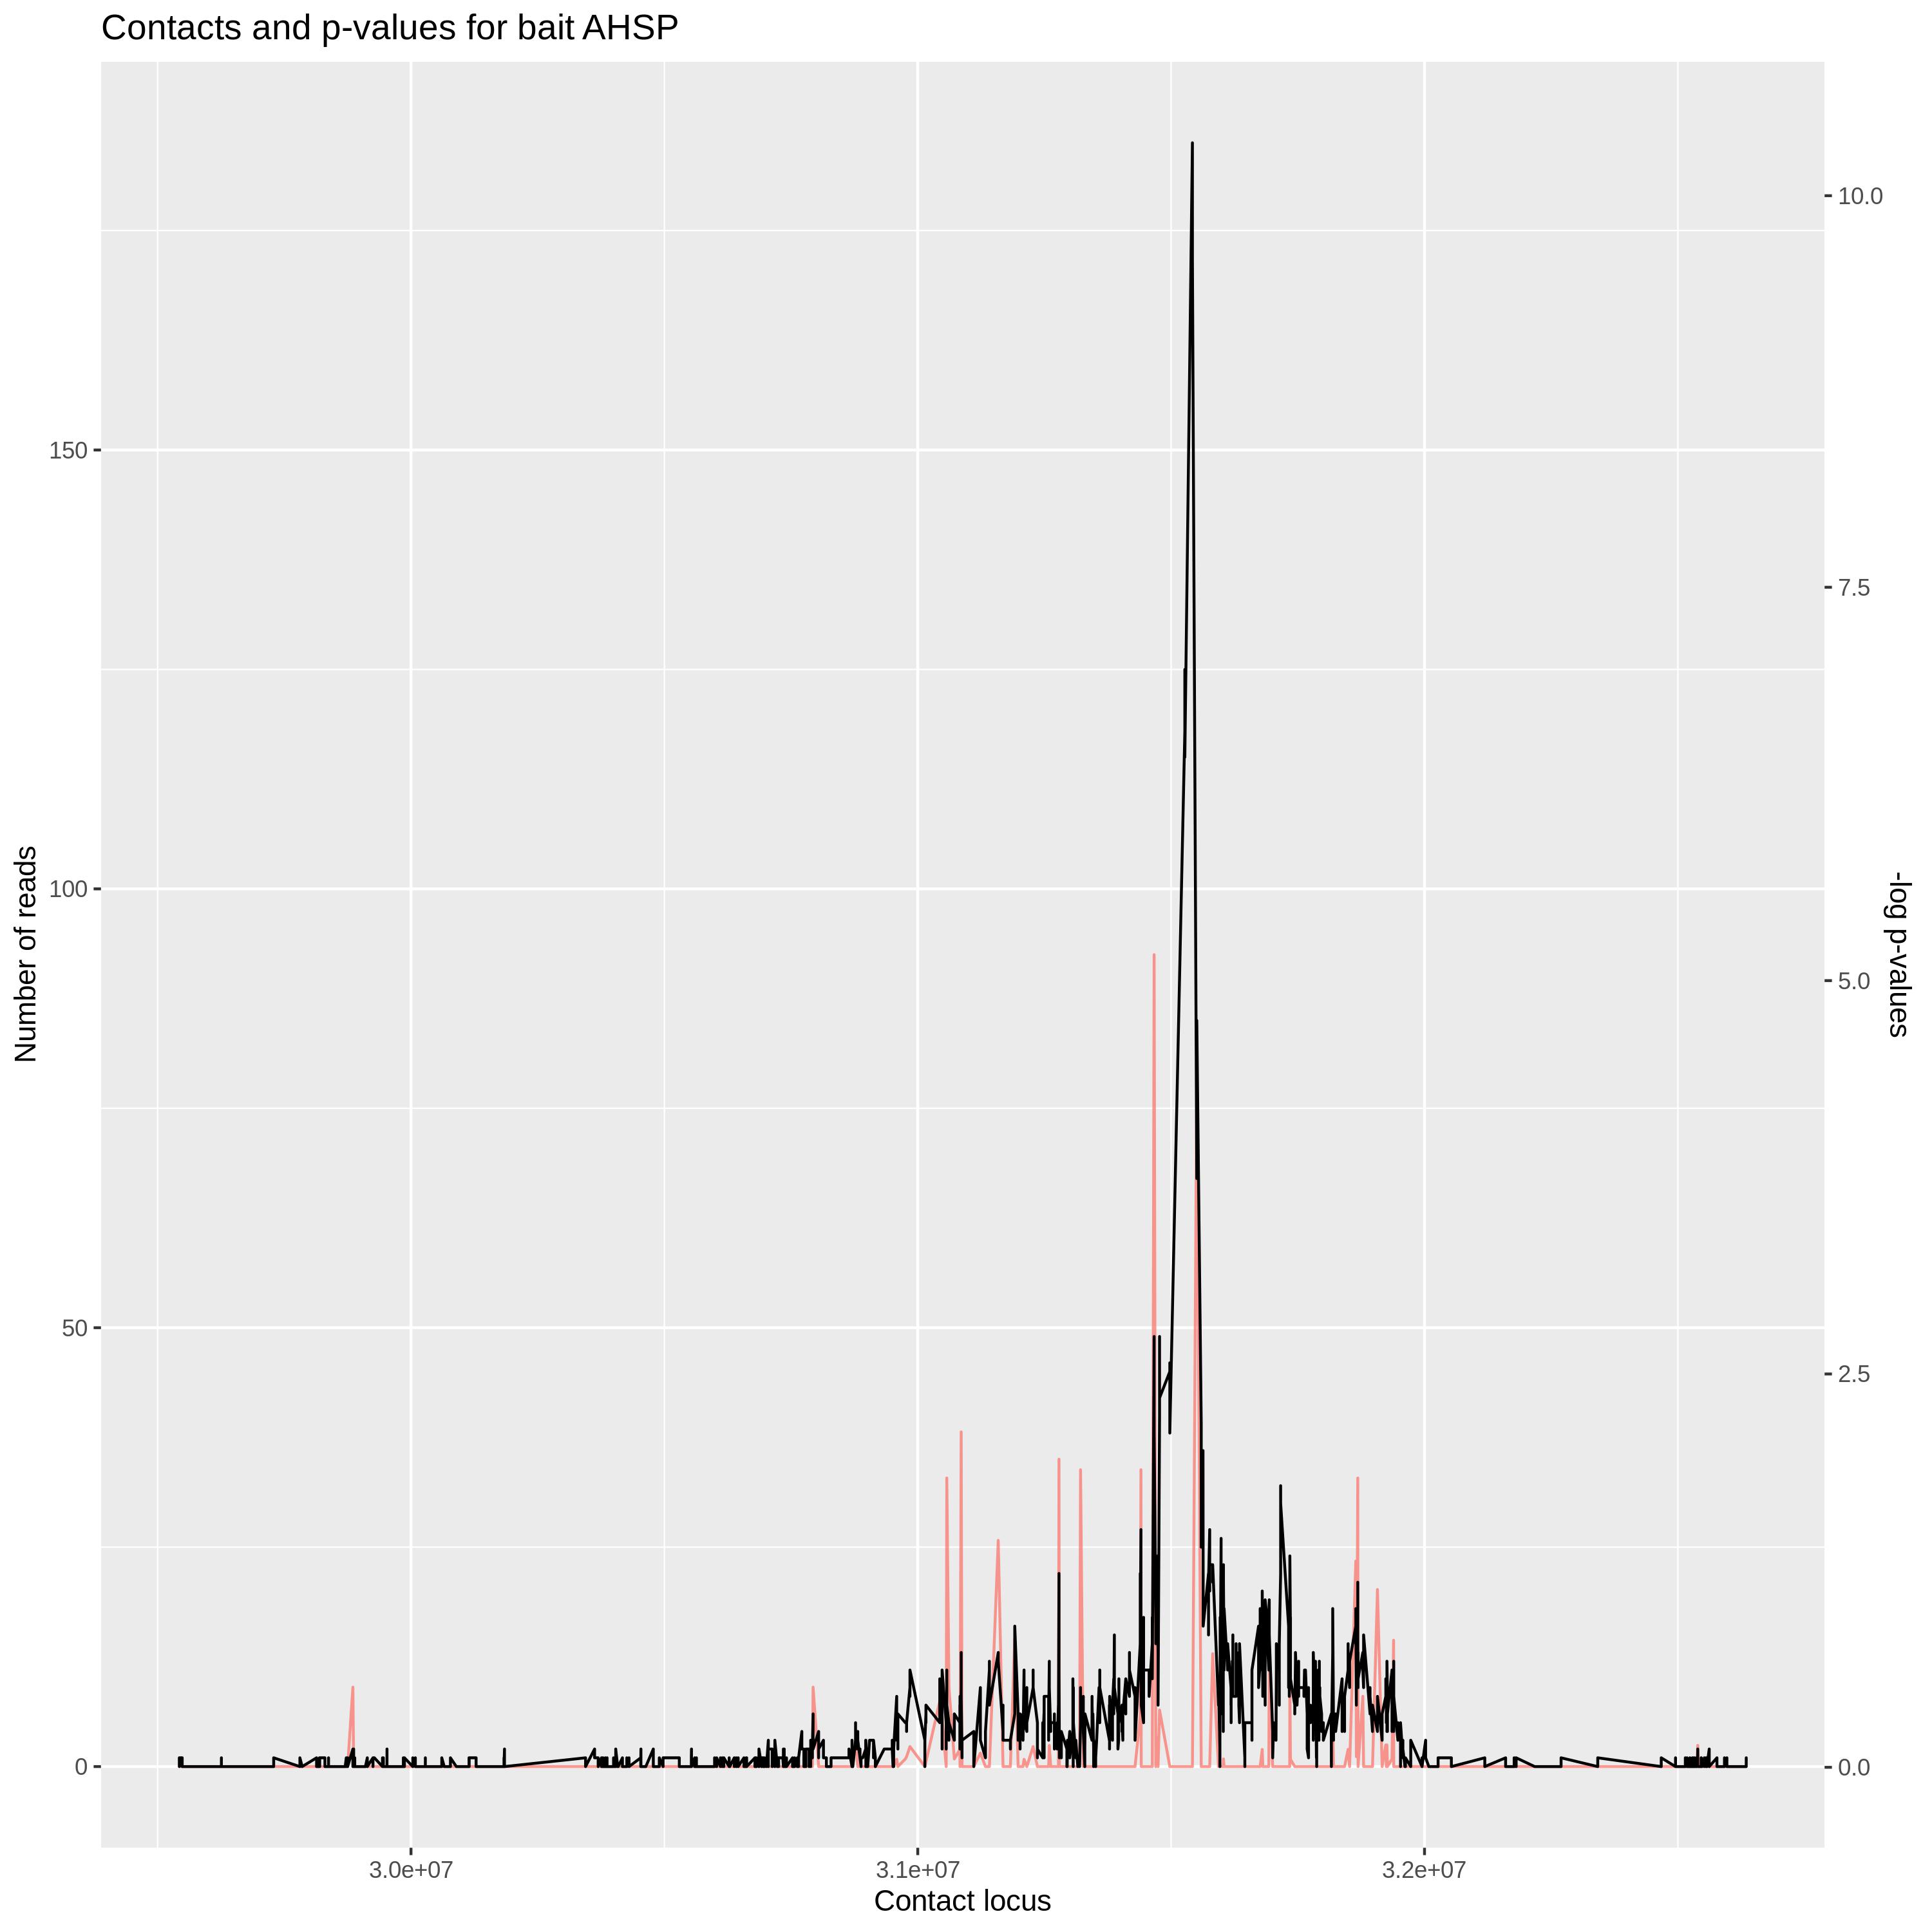 Contacts and p-values for bait AHSP
Number of reads
150
100
50
0
10.0
7.5
5.0
2.5
0.0
-log p-values
3.0e+07
3.1e+07
3.2e+07
Contact locus